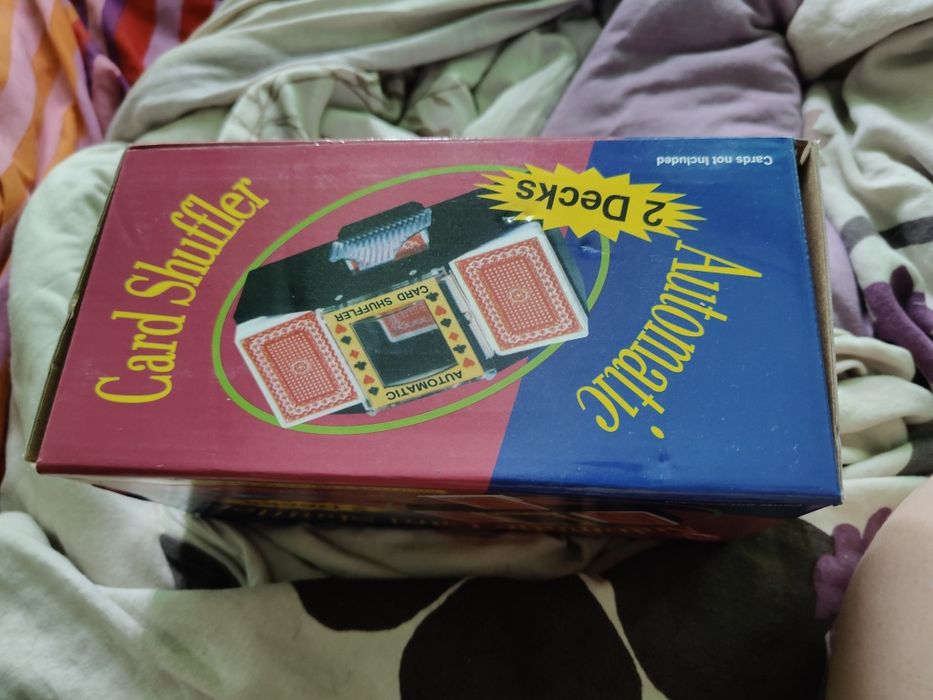 Automatic
Card Shuffler
2 Decks
Cards not Included
AUTOMATIC
CARD SHUFFLER